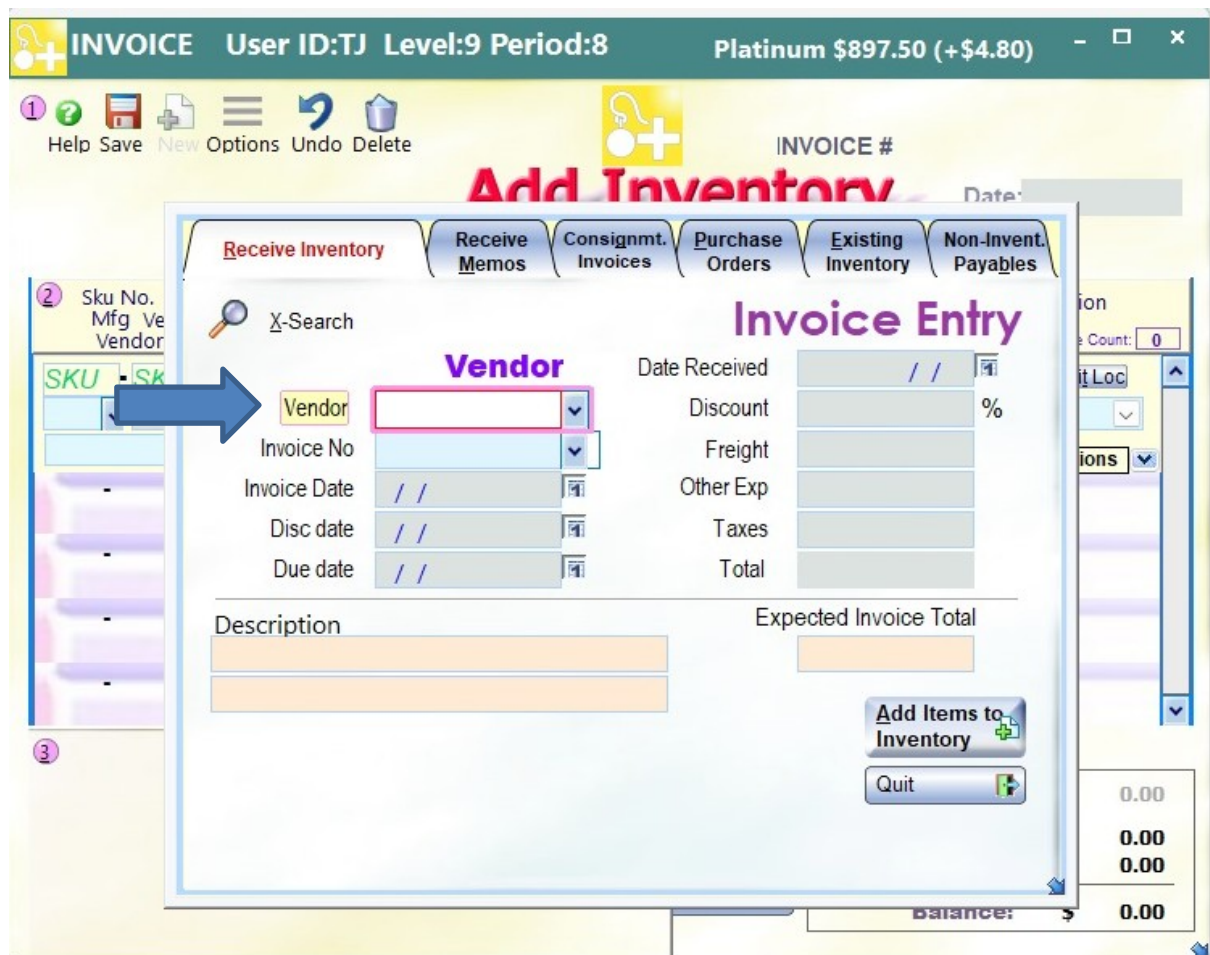 INVOICE User ID:TJ Level:9 Period:8 Platinum $897.50 (+$4.80)
1
Help Save New Options Undo Delete
INVOICE #
Add Inventory
Date:
Receive Inventory
Receive Memos
Consignmt. Invoices
Purchase Orders
Existing Inventory
Non-Invent. Payables
2 Sku No.
Mfg
Vendor
Count: 0
SKU
Loc
X-Search
Invoice Entry
Vendor
Vendor
Invoice No
Invoice Date / /
Disc date / /
Due date / /
Date Received / /
Discount %
Freight
Other Exp
Taxes
Total
Description
Expected Invoice Total
Add Items to
Inventory
Quit
3
0.00
0.00
0.00
Balance: $ 0.00